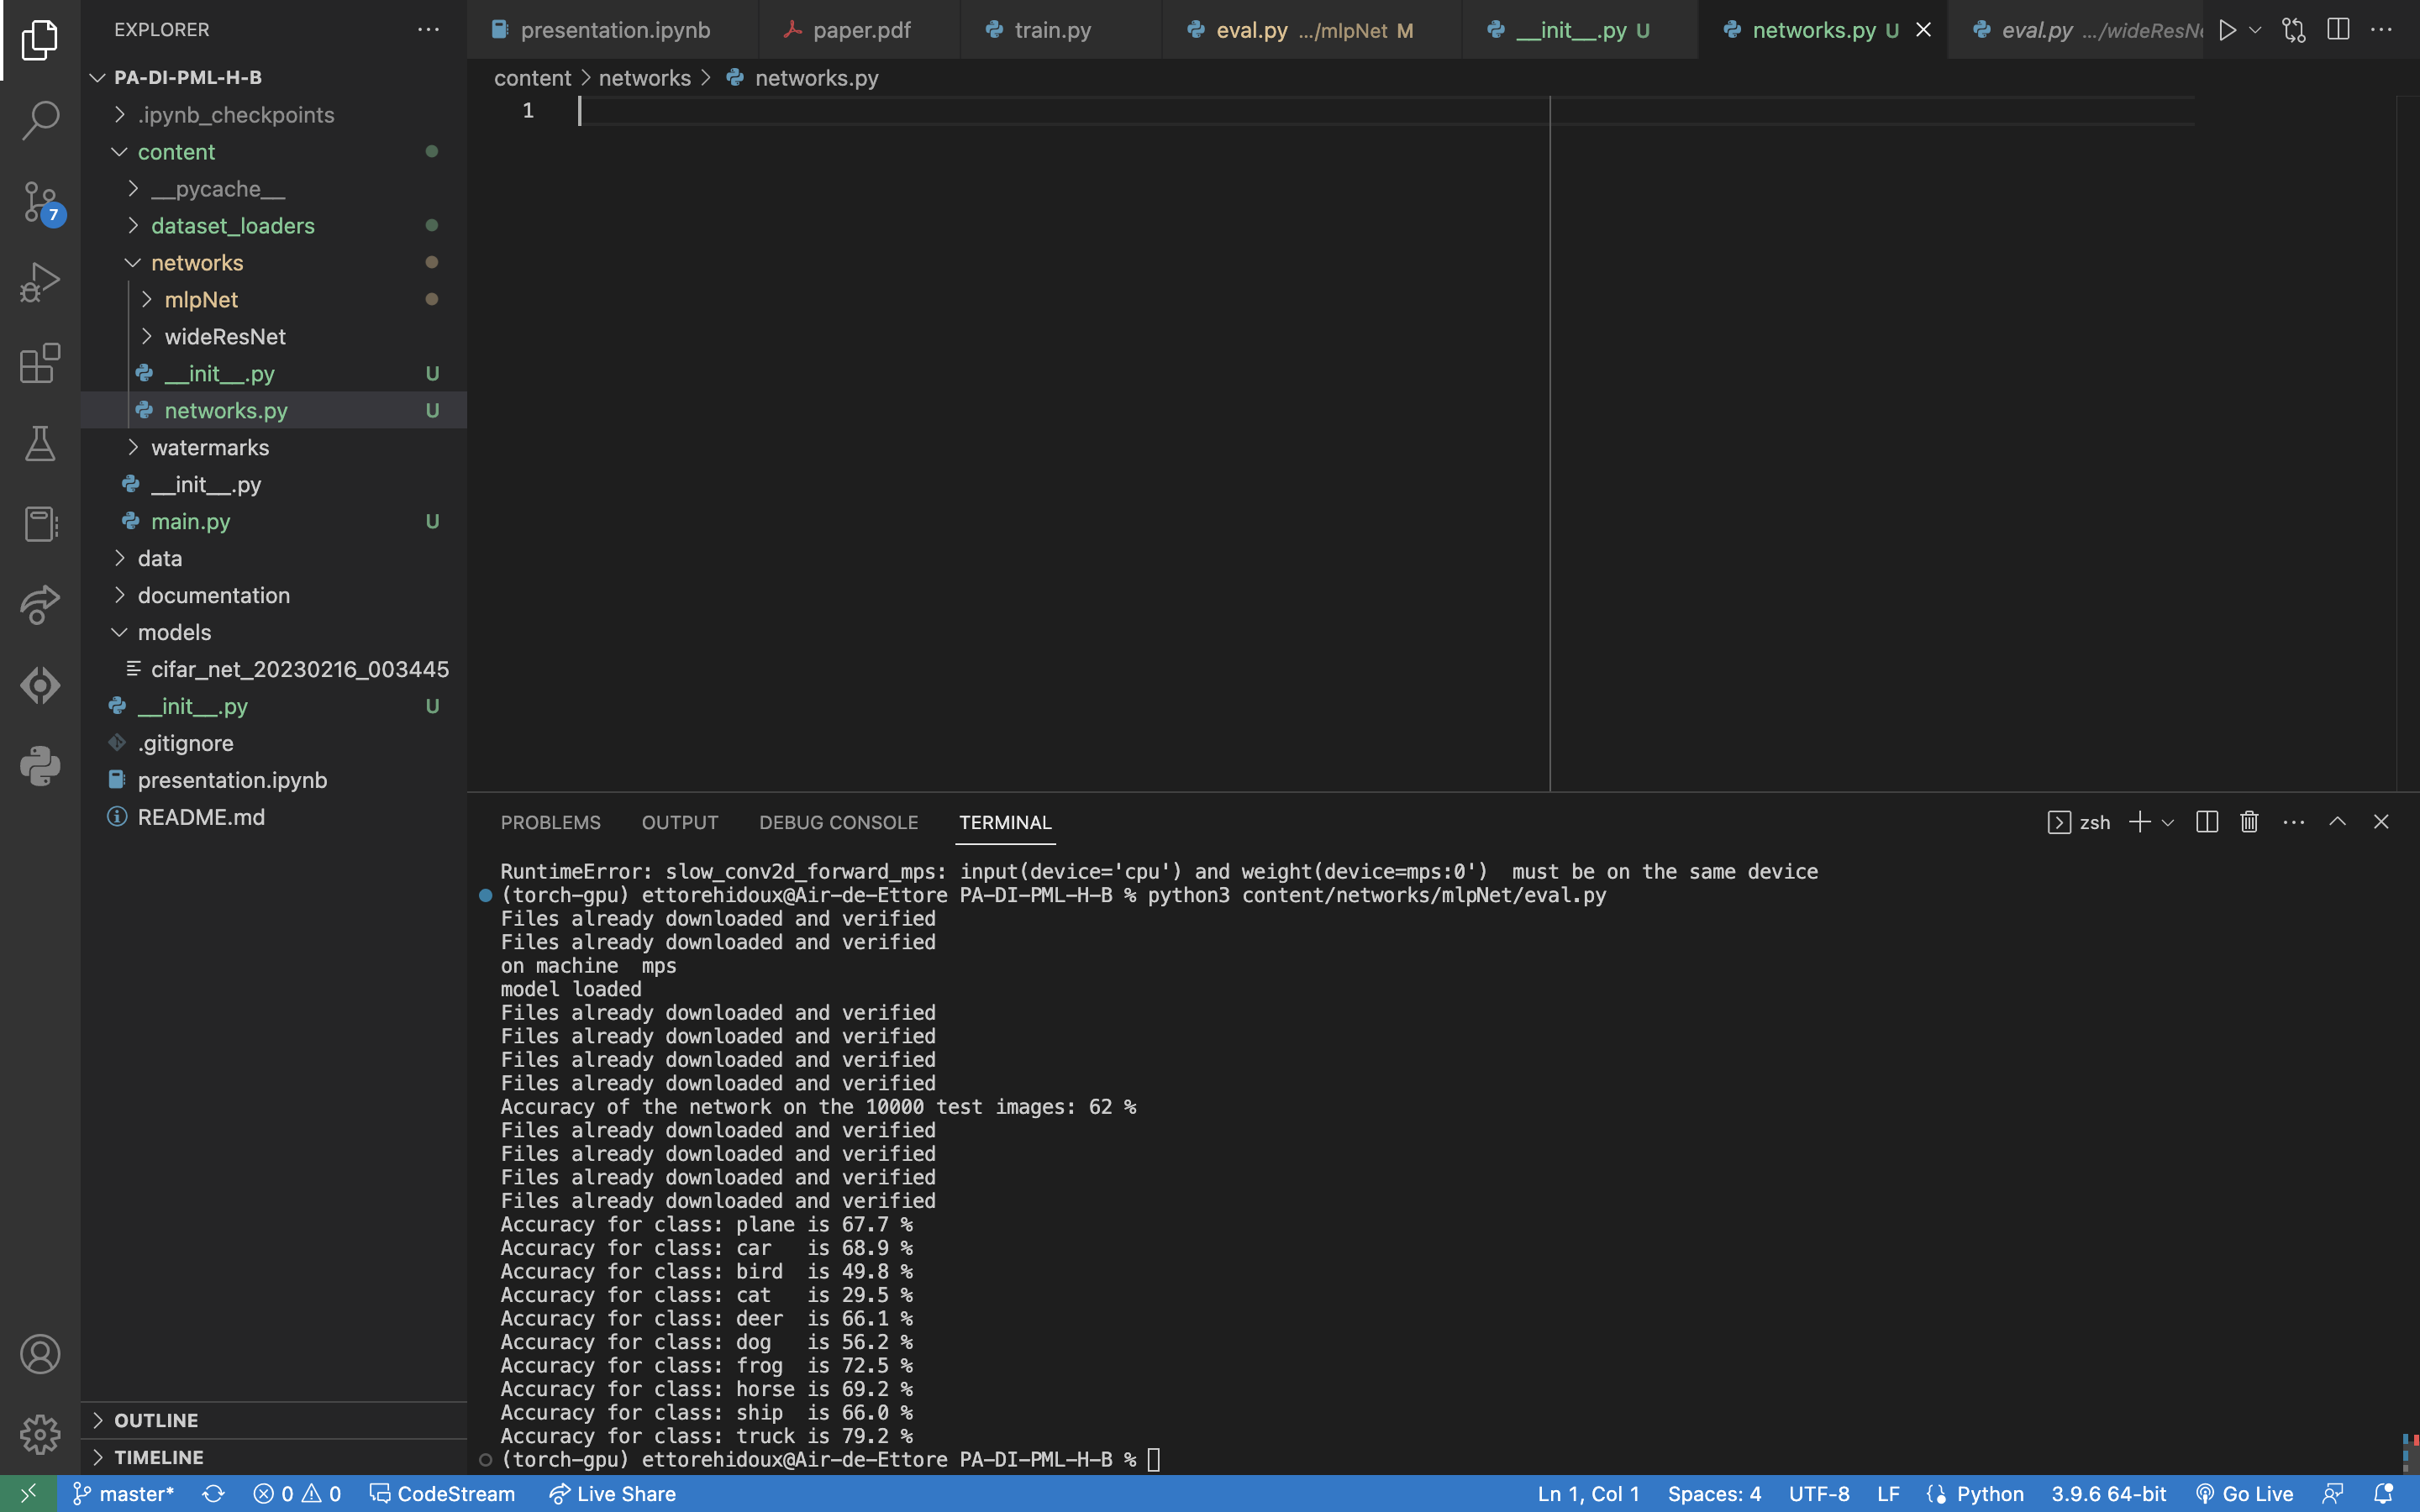 EXPLORER
PA-DI-PML-H-B
.ipynb_checkpoints
content
__pycache__
dataset_loaders
networks
mlpNet
wideResNet
__init__.py U
networks.py U
watermarks
__init__.py
main.py U
data
documentation
models
cifar_net_20230216_003445
__init__.py U
.gitignore
presentation.ipynb
README.md
OUTLINE
TIMELINE
7
presentation.ipynb
paper.pdf
train.py
eval.py .../mlpNet M
__init__.py U
networks.py U
eval.py .../wideResNe
content > networks > networks.py
1
PROBLEMS OUTPUT DEBUG CONSOLE TERMINAL
zsh
RuntimeError: slow_conv2d_forward_mps: input(device='cpu') and weight(device=mps:0')  must be on the same device
(torch-gpu) ettorehidoux@Air-de-Ettore PA-DI-PML-H-B % python3 content/networks/mlpNet/eval.py
Files already downloaded and verified
Files already downloaded and verified
on machine  mps
model loaded
Files already downloaded and verified
Files already downloaded and verified
Files already downloaded and verified
Files already downloaded and verified
Accuracy of the network on the 10000 test images: 62 %
Files already downloaded and verified
Files already downloaded and verified
Files already downloaded and verified
Files already downloaded and verified
Accuracy for class: plane is 67.7 %
Accuracy for class: car   is 68.9 %
Accuracy for class: bird  is 49.8 %
Accuracy for class: cat   is 29.5 %
Accuracy for class: deer  is 66.1 %
Accuracy for class: dog   is 56.2 %
Accuracy for class: frog  is 72.5 %
Accuracy for class: horse is 69.2 %
Accuracy for class: ship  is 66.0 %
Accuracy for class: truck is 79.2 %
(torch-gpu) ettorehidoux@Air-de-Ettore PA-DI-PML-H-B %
master* 0 0 CodeStream Live Share Ln 1, Col 1 Spaces: 4 UTF-8 LF Python 3.9.6 64-bit Go Live